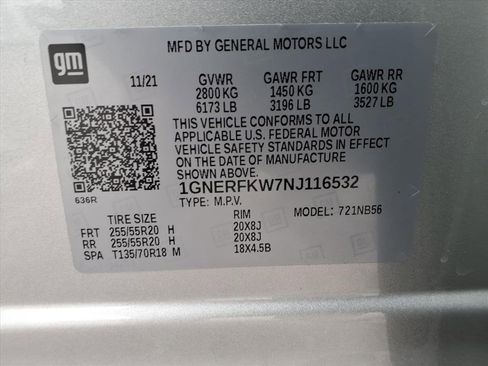 gm
MFD BY GENERAL MOTORS LLC
11/21 GVWR GAWR FRT GAWR RR
2800 KG 1450 KG 1600 KG
6173 LB 3196 LB 3527 LB
THIS VEHICLE CONFORMS TO ALL
APPLICABLE U.S. FEDERAL MOTOR
VEHICLE SAFETY STANDARDS IN EFFECT
ON THE DATE OF MANUFACTURE
SHOWN ABOVE.
1GNERFKW7NJ116532
636R
TYPE: M.P.V. MODEL: 721NB56
TIRE SIZE RIM
FRT 255/55R20 H 20X8J
RR 255/55R20 H 20X8J
SPA T135/70R18 M 18X4.5B